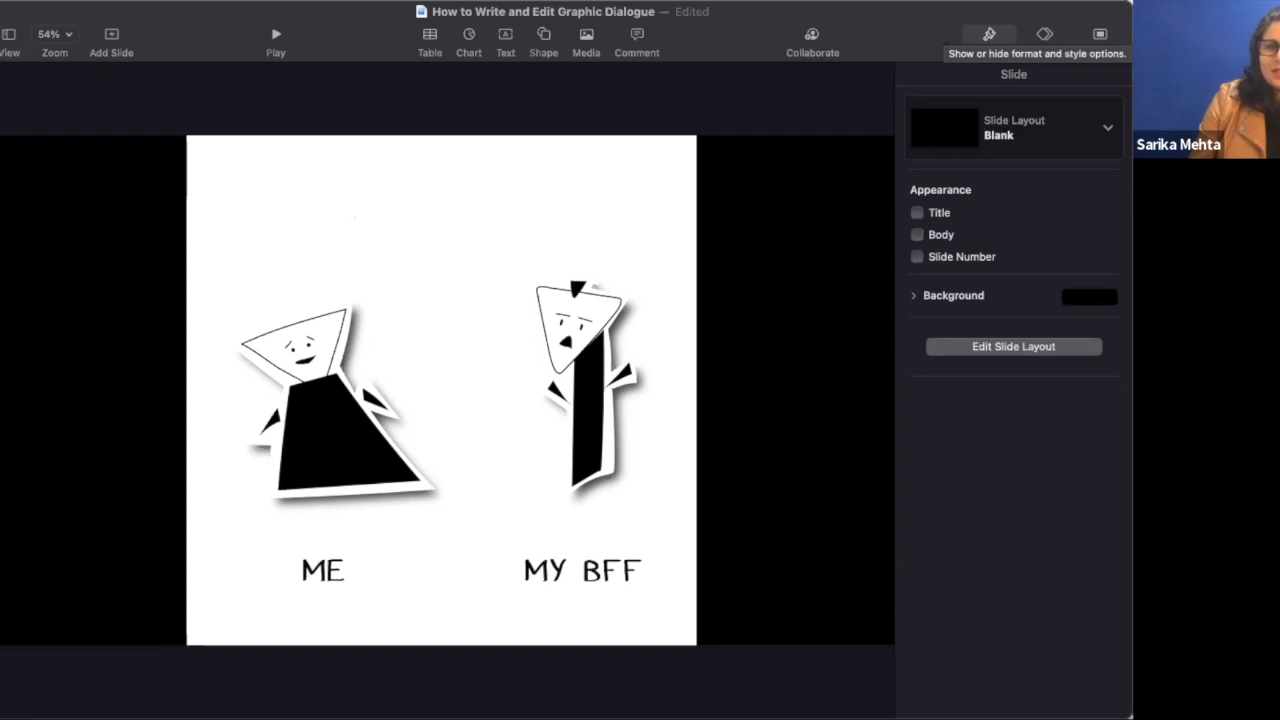 How to Write and Edit Graphic Dialogue — Edited
View
54%
Zoom
Add Slide
Play
Table
Chart
Text
Shape
Media
Comment
Collaborate
Show or hide format and style options.
Slide
Slide Layout
Blank
Appearance
Title
Body
Slide Number
Background
Edit Slide Layout
Sarika Mehta
ME
MY BFF